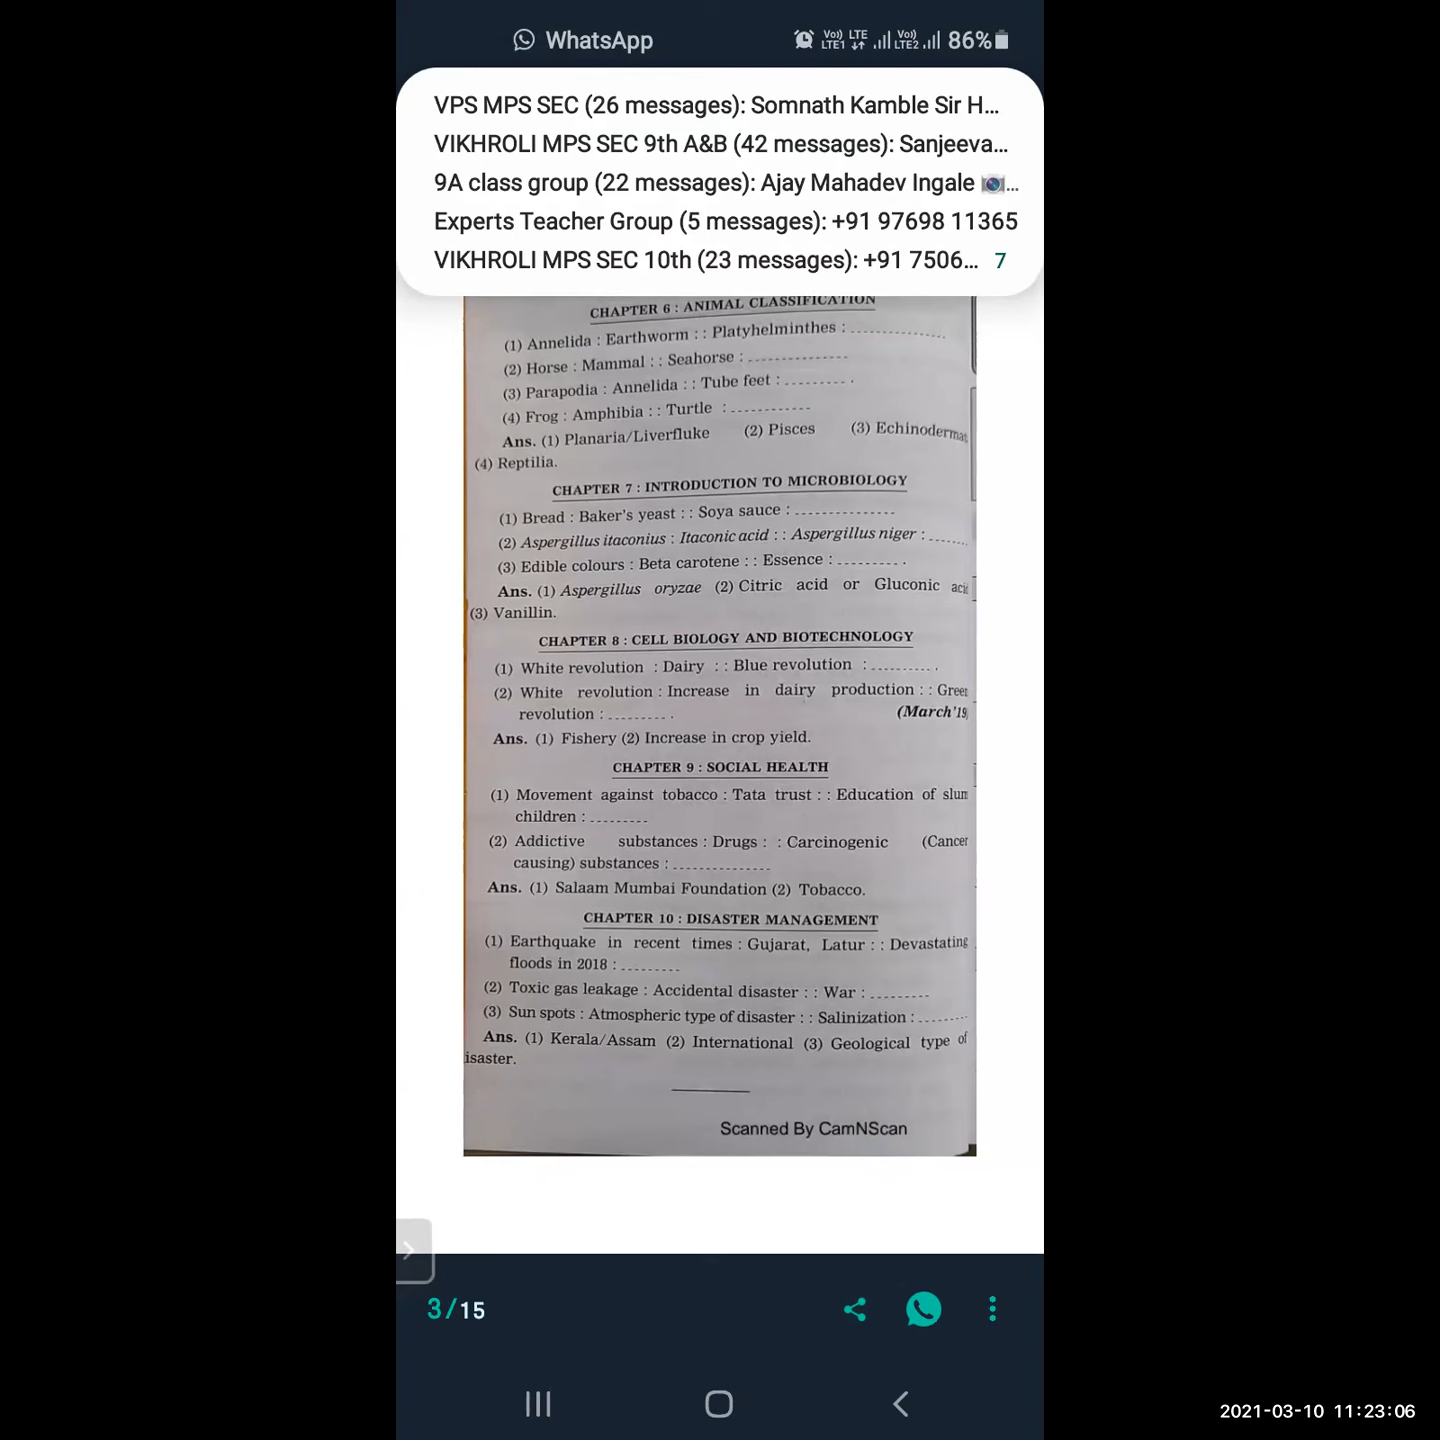 WhatsApp
Vo) LTE
LTE1
Vo)
LTE2
86%
VPS MPS SEC (26 messages): Somnath Kamble Sir H...
VIKHROLI MPS SEC 9th A&B (42 messages): Sanjeeva...
9A class group (22 messages): Ajay Mahadev Ingale 📷...
Experts Teacher Group (5 messages): +91 97698 11365
VIKHROLI MPS SEC 10th (23 messages): +91 7506... 7
CHAPTER 6 : ANIMAL CLASSIFICATION
(1) Annelida : Earthworm : : Platyhelminthes : ..............
(2) Horse : Mammal : : Seahorse : ..............
(3) Parapodia : Annelida : : Tube feet : ......... .
(4) Frog : Amphibia : : Turtle : ...........
Ans. (1) Planaria/Liverfluke (2) Pisces (3) Echinodermat
(4) Reptilia.
CHAPTER 7 : INTRODUCTION TO MICROBIOLOGY
(1) Bread : Baker's yeast : : Soya sauce : ..............
(2) Aspergillus itaconius : Itaconic acid : : Aspergillus niger : .......
(3) Edible colours : Beta carotene : : Essence : ......... .
Ans. (1) Aspergillus oryzae (2) Citric acid or Gluconic aci
(3) Vanillin.
CHAPTER 8 : CELL BIOLOGY AND BIOTECHNOLOGY
(1) White revolution : Dairy : : Blue revolution : ......... .
(2) White revolution : Increase in dairy production : : Green
revolution : ......... . (March'19)
Ans. (1) Fishery (2) Increase in crop yield.
CHAPTER 9 : SOCIAL HEALTH
(1) Movement against tobacco : Tata trust : : Education of slum
children : .........
(2) Addictive substances : Drugs : : Carcinogenic (Cancer
causing) substances : ..............
Ans. (1) Salaam Mumbai Foundation (2) Tobacco.
CHAPTER 10 : DISASTER MANAGEMENT
(1) Earthquake in recent times : Gujarat, Latur : : Devastating
floods in 2018 : .........
(2) Toxic gas leakage : Accidental disaster : : War : .........
(3) Sun spots : Atmospheric type of disaster : : Salinization : ........
Ans. (1) Kerala/Assam (2) International (3) Geological type of
isaster.
Scanned By CamNScan
3/15
2021-03-10 11:23:06